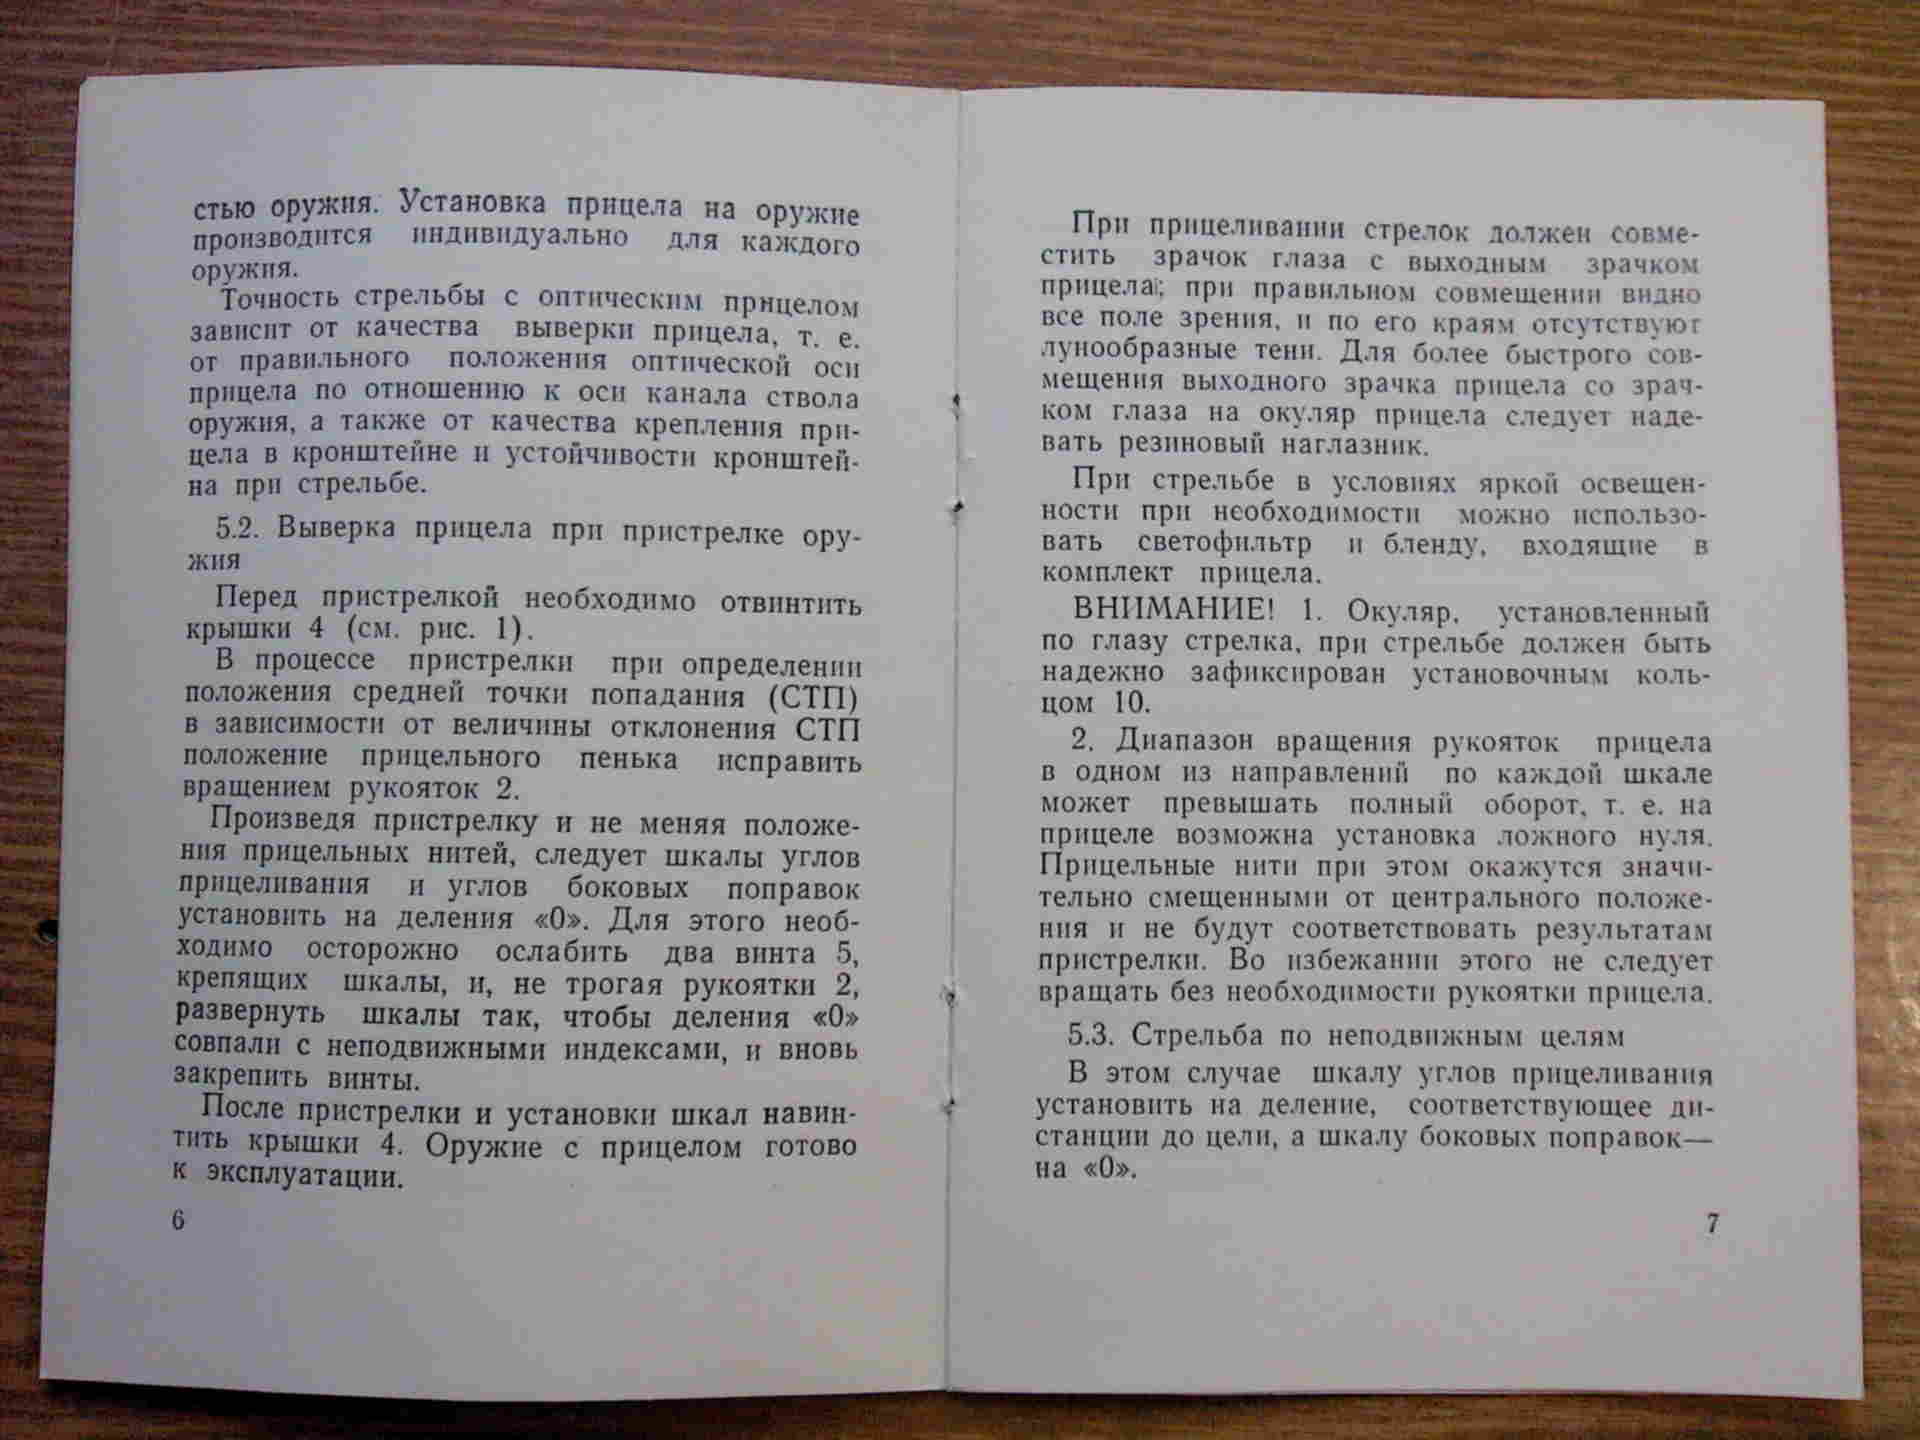 стью оружия. Установка прицела на оружие
производится индивидуально для каждого
оружия.
Точность стрельбы с оптическим прицелом
зависит от качества выверки прицела, т. е.
от правильного положения оптической оси
прицела по отношению к оси канала ствола
оружия, а также от качества крепления при-
цела в кронштейне и устойчивости кронштей-
на при стрельбе.
5.2. Выверка прицела при пристрелке ору-
жия
Перед пристрелкой необходимо отвинтить
крышки 4 (см. рис. 1).
В процессе пристрелки при определении
положения средней точки попадания (СТП)
в зависимости от величины отклонения СТП
положение прицельного пенька исправить
вращением рукояток 2.
Произведя пристрелку и не меняя положе-
ния прицельных нитей, следует шкалы углов
прицеливания и углов боковых поправок
установить на деления «0». Для этого необ-
ходимо осторожно ослабить два винта 5,
крепящих шкалы, и, не трогая рукоятки 2,
развернуть шкалы так, чтобы деления «0»
совпали с неподвижными индексами, и вновь
закрепить винты.
После пристрелки и установки шкал навин-
тить крышки 4. Оружие с прицелом готово
к эксплуатации.
6
При прицеливании стрелок должен совме-
стить зрачок глаза с выходным зрачком
прицела; при правильном совмещении видно
все поле зрения, и по его краям отсутствуют
лунообразные тени. Для более быстрого сов-
мещения выходного зрачка прицела со зрач-
ком глаза на окуляр прицела следует наде-
вать резиновый наглазник.
При стрельбе в условиях яркой освещен-
ности при необходимости можно использо-
вать светофильтр и бленду, входящие в
комплект прицела.
ВНИМАНИЕ! 1. Окуляр, установленный
по глазу стрелка, при стрельбе должен быть
надежно зафиксирован установочным коль-
цом 10.
2. Диапазон вращения рукояток прицела
в одном из направлений по каждой шкале
может превышать полный оборот, т. е. на
прицеле возможна установка ложного нуля.
Прицельные нити при этом окажутся значи-
тельно смещенными от центрального положе-
ния и не будут соответствовать результатам
пристрелки. Во избежании этого не следует
вращать без необходимости рукоятки прицела.
5.3. Стрельба по неподвижным целям
В этом случае шкалу углов прицеливания
установить на деление, соответствующее ди-
станции до цели, а шкалу боковых поправок—
на «0».
7